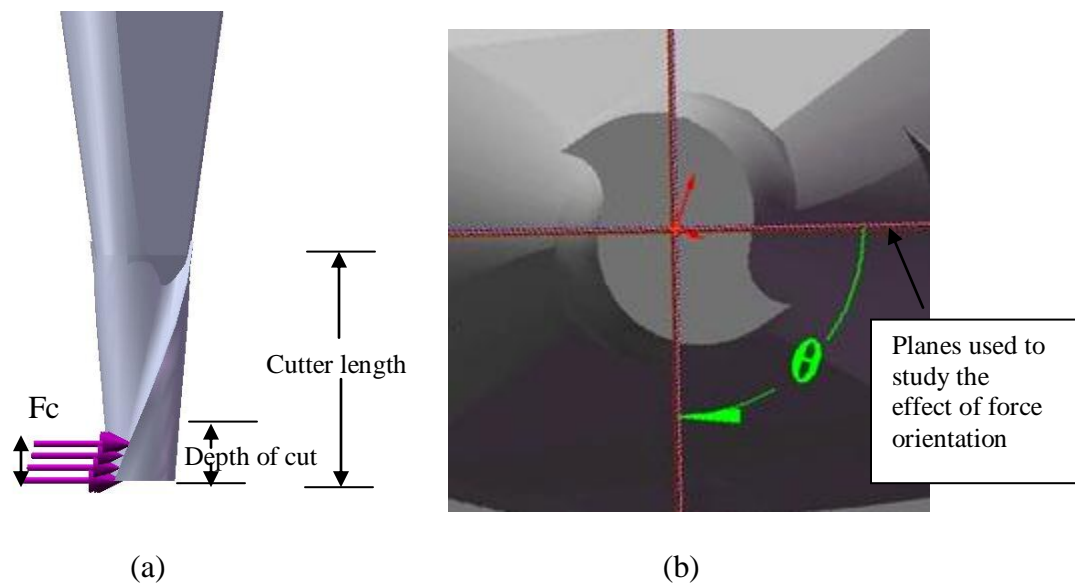 Fc
Cutter length
Depth of cut
(a)
θ
Planes used to
study the
effect of force
orientation
(b)